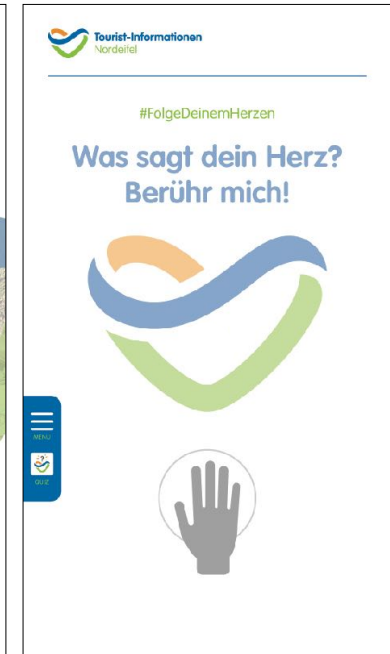 Tourist-Informationen
Nordeifel
#FolgeDeinemHerzen
Was sagt dein Herz?
Berühr mich!
MENU
QUIZ